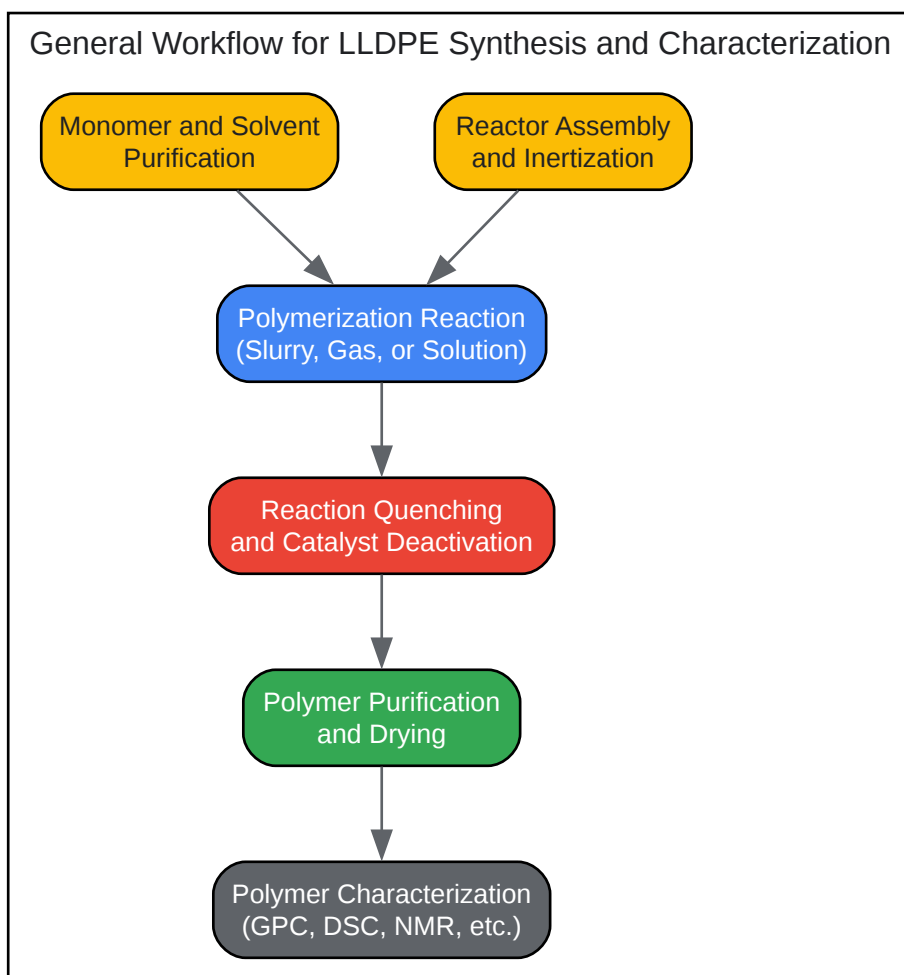 General Workflow for LLDPE Synthesis and Characterization
Monomer and Solvent
Purification
Reactor Assembly
and Inertization
Polymerization Reaction
(Slurry, Gas, or Solution)
Reaction Quenching
and Catalyst Deactivation
Polymer Purification
and Drying
Polymer Characterization
(GPC, DSC, NMR, etc.)